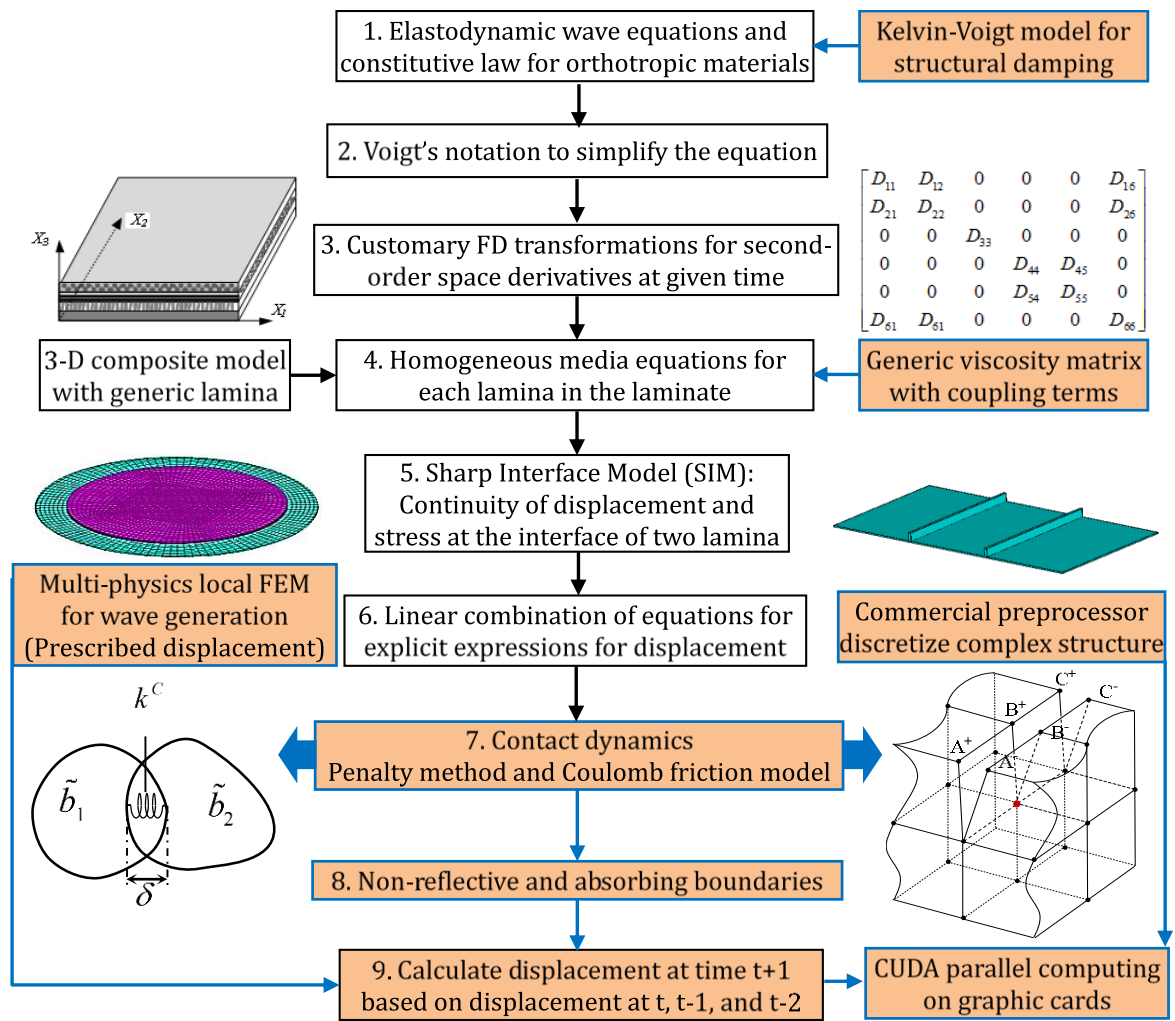 1. Elastodynamic wave equations and
constitutive law for orthotropic materials
Kelvin-Voigt model for
structural damping
2. Voigt's notation to simplify the equation
X3
X2
X1
D11 D12 0 0 0 D16
D21 D22 0 0 0 D26
0 0 D33 0 0 0
0 0 0 D44 D45 0
0 0 0 D54 D55 0
D61 D61 0 0 0 D66
3. Customary FD transformations for second-
order space derivatives at given time
3-D composite model
with generic lamina
4. Homogeneous media equations for
each lamina in the laminate
Generic viscosity matrix
with coupling terms
5. Sharp Interface Model (SIM):
Continuity of displacement and
stress at the interface of two lamina
Multi-physics local FEM
for wave generation
(Prescribed displacement)
6. Linear combination of equations for
explicit expressions for displacement
Commercial preprocessor
discretize complex structure
k^C
b̃1
b̃2
δ
7. Contact dynamics
Penalty method and Coulomb friction model
C+
C-
B+
B-
A+
A-
8. Non-reflective and absorbing boundaries
9. Calculate displacement at time t+1
based on displacement at t, t-1, and t-2
CUDA parallel computing
on graphic cards